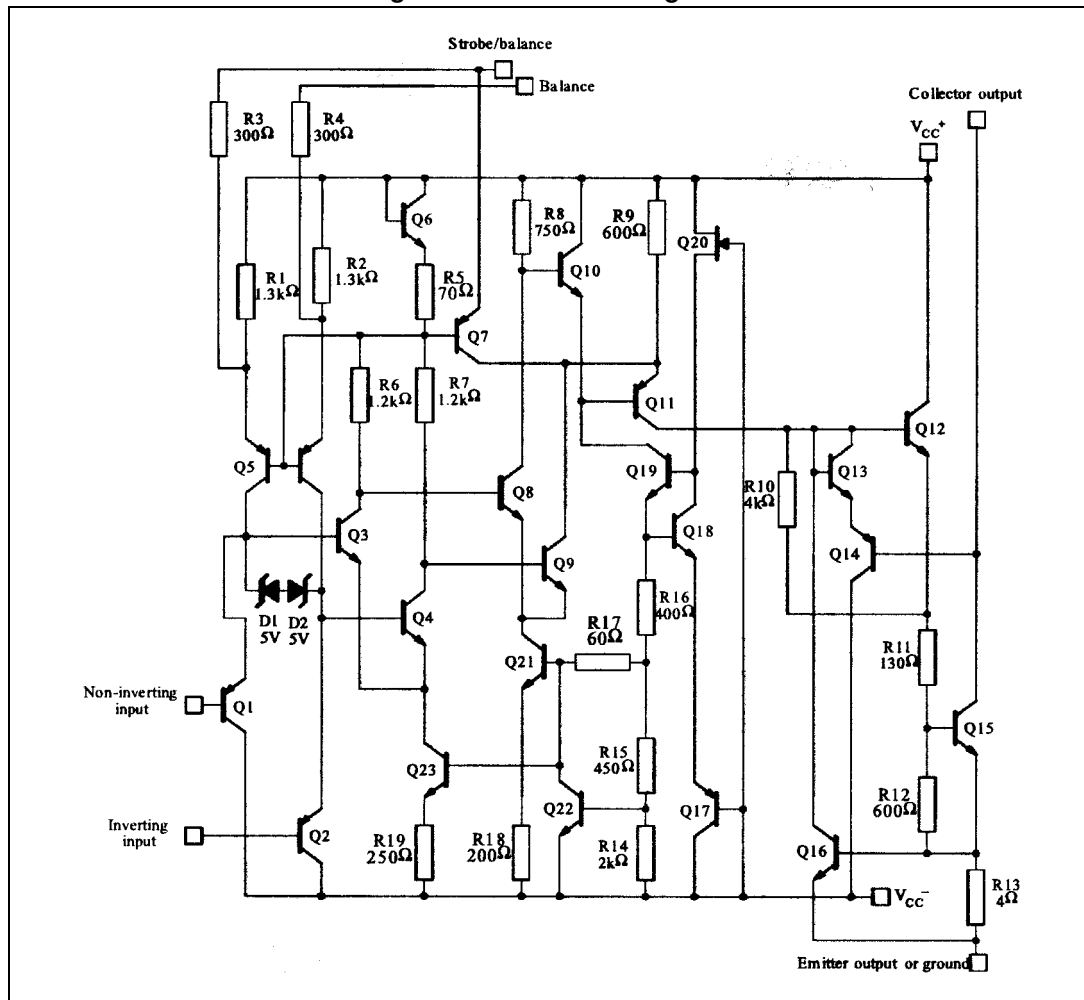 Strobe/balance
Balance
Collector output
VCC+
R3
300Ω
R4
300Ω
Q6
R8
750Ω
R9
600Ω
Q20
Q10
R1
1.3kΩ
R2
1.3kΩ
R5
70Ω
Q7
R6
1.2kΩ
R7
1.2kΩ
Q11
Q12
Q5
Q19
Q13
R10
4kΩ
Q8
Q3
Q18
Q14
Q9
D1
5V
D2
5V
Q4
R16
400Ω
R17
60Ω
R11
130Ω
Q21
Non-inverting
input
Q1
Q15
Q23
R15
450Ω
Q22
Q17
R12
600Ω
Inverting
input
Q2
R19
250Ω
R18
200Ω
R14
2kΩ
Q16
VCC−
R13
4Ω
Emitter output or ground